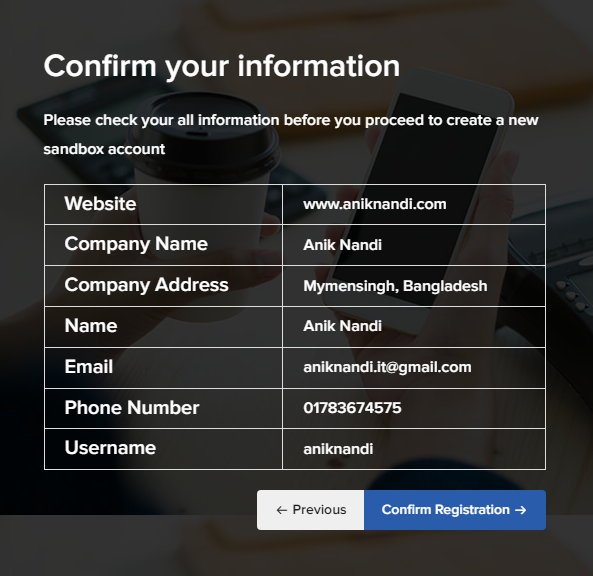 Confirm your information
Please check your all information before you proceed to create a new
sandbox account
Website www.aniknandi.com
Company Name Anik Nandi
Company Address Mymensingh, Bangladesh
Name Anik Nandi
Email aniknandi.it@gmail.com
Phone Number 01783674575
Username aniknandi
← Previous Confirm Registration →